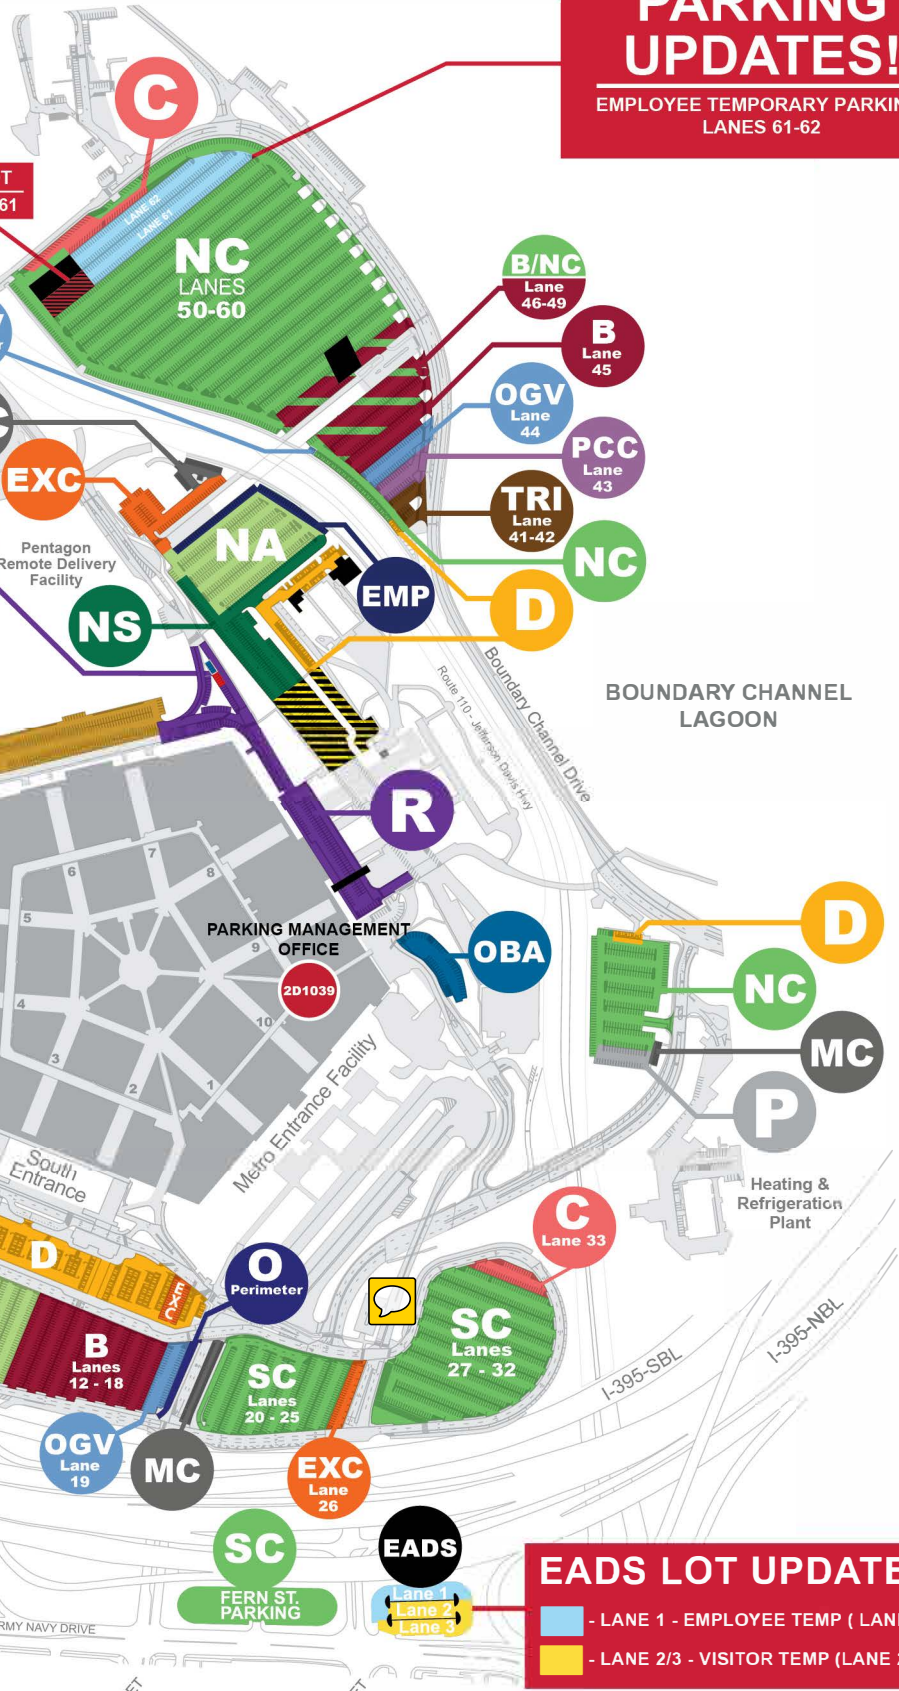 PARKING
UPDATES!
EMPLOYEE TEMPORARY PARKIN
LANES 61-62
C
T
61
LANE 62
LANE 61
NC
LANES
50-60
B/NC
Lane
46-49
B
Lane
45
OGV
Lane
44
PCC
Lane
43
TRI
Lane
41-42
NC
D
EXC
NA
EMP
NS
Pentagon
Remote Delivery
Facility
BOUNDARY CHANNEL
LAGOON
Boundary Channel Drive
Route 110 - Jefferson Davis Hwy
R
7
6
8
5
9
4
10
3
2
1
PARKING MANAGEMENT
OFFICE
2D1039
OBA
D
NC
MC
P
Metro Entrance Facility
South
Entrance
Heating &
Refrigeration
Plant
C
Lane 33
D
EXC
O
Perimeter
B
Lanes
12 - 18
SC
Lanes
20 - 25
SC
Lanes
27 - 32
I-395-SBL
I-395-NBL
OGV
Lane
19
MC
EXC
Lane
26
SC
FERN ST.
PARKING
EADS
Lane 1
Lane 2
Lane 3
RMY NAVY DRIVE
EADS LOT UPDATE
- LANE 1 - EMPLOYEE TEMP ( LAN
- LANE 2/3 - VISITOR TEMP (LANE 2